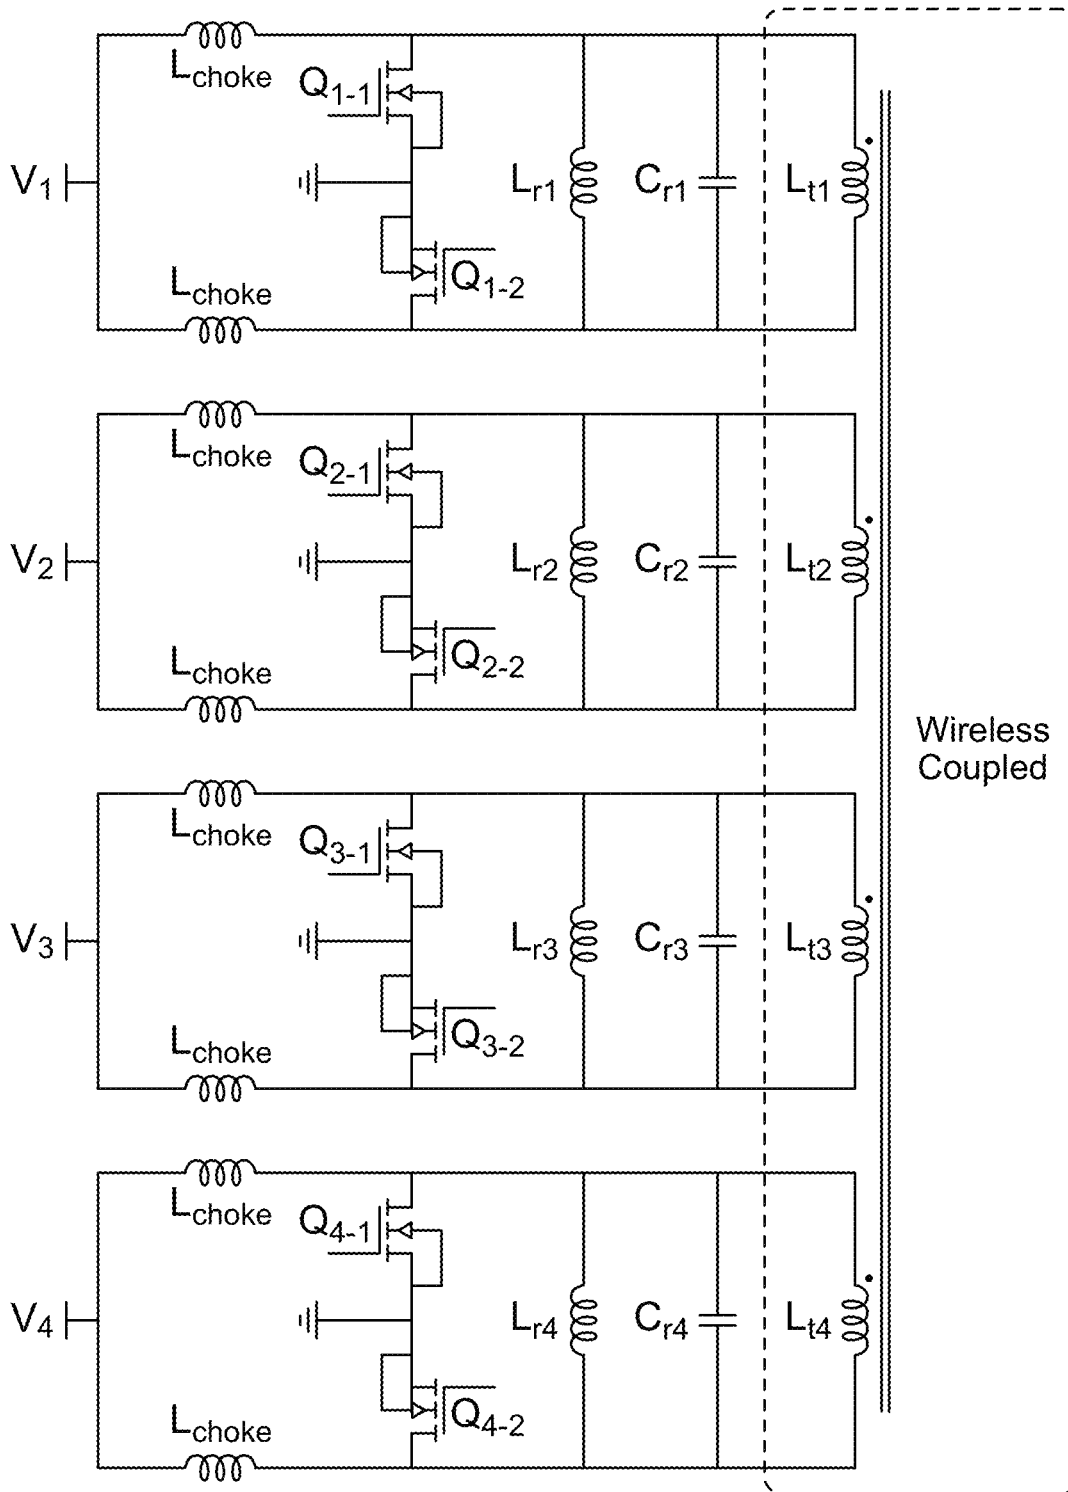 Lchoke
Q1-1
V1
Lr1
Cr1
Lt1
Lchoke
Q1-2
Lchoke
Q2-1
V2
Lr2
Cr2
Lt2
Lchoke
Q2-2
Wireless
Coupled
Lchoke
Q3-1
V3
Lr3
Cr3
Lt3
Lchoke
Q3-2
Lchoke
Q4-1
V4
Lr4
Cr4
Lt4
Lchoke
Q4-2